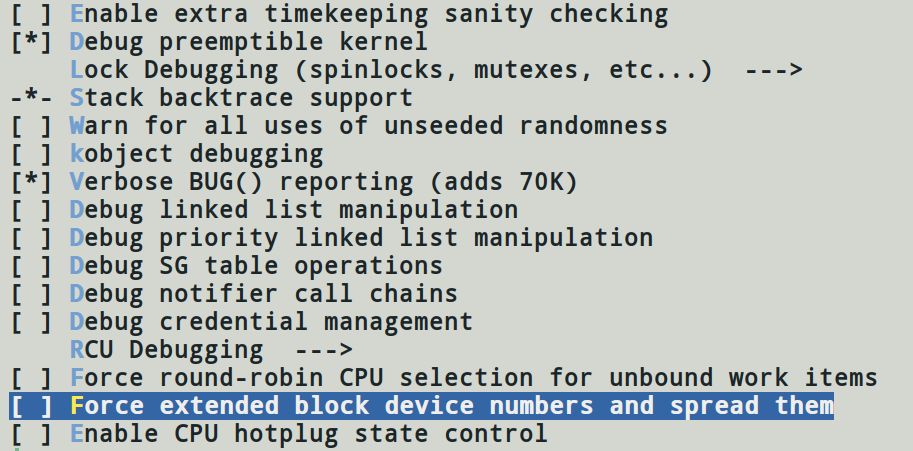 [ ] Enable extra timekeeping sanity checking
[*] Debug preemptible kernel
    Lock Debugging (spinlocks, mutexes, etc...)  --->
-*- Stack backtrace support
[ ] Warn for all uses of unseeded randomness
[ ] kobject debugging
[*] Verbose BUG() reporting (adds 70K)
[ ] Debug linked list manipulation
[ ] Debug priority linked list manipulation
[ ] Debug SG table operations
[ ] Debug notifier call chains
[ ] Debug credential management
    RCU Debugging  --->
[ ] Force round-robin CPU selection for unbound work items
[ ] Force extended block device numbers and spread them
[ ] Enable CPU hotplug state control